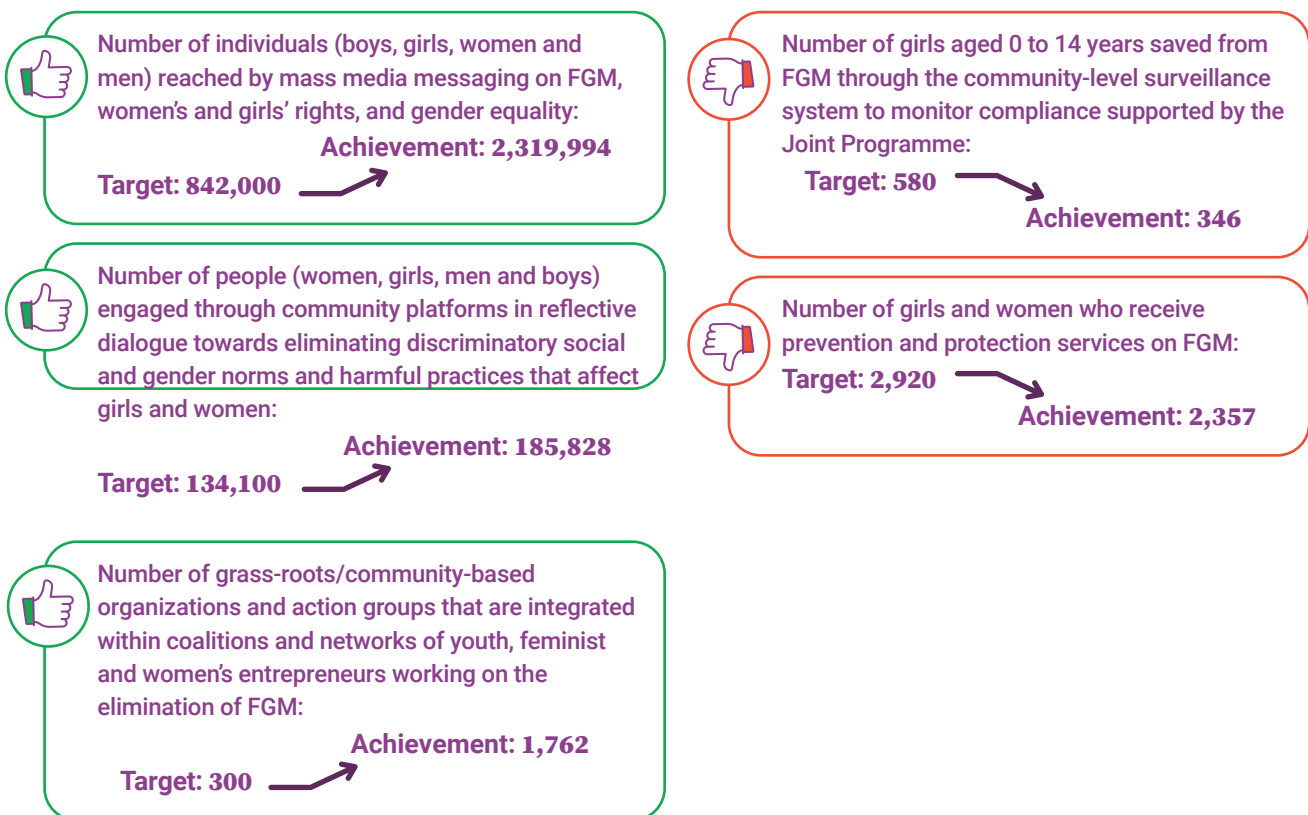 Number of individuals (boys, girls, women and
men) reached by mass media messaging on FGM,
women’s and girls’ rights, and gender equality:
Achievement: 2,319,994
Target: 842,000
Number of people (women, girls, men and boys)
engaged through community platforms in reflective
dialogue towards eliminating discriminatory social
and gender norms and harmful practices that affect
girls and women:
Achievement: 185,828
Target: 134,100
Number of grass-roots/community-based
organizations and action groups that are integrated
within coalitions and networks of youth, feminist
and women’s entrepreneurs working on the
elimination of FGM:
Achievement: 1,762
Target: 300
Number of girls aged 0 to 14 years saved from
FGM through the community-level surveillance
system to monitor compliance supported by the
Joint Programme:
Target: 580
Achievement: 346
Number of girls and women who receive
prevention and protection services on FGM:
Target: 2,920
Achievement: 2,357